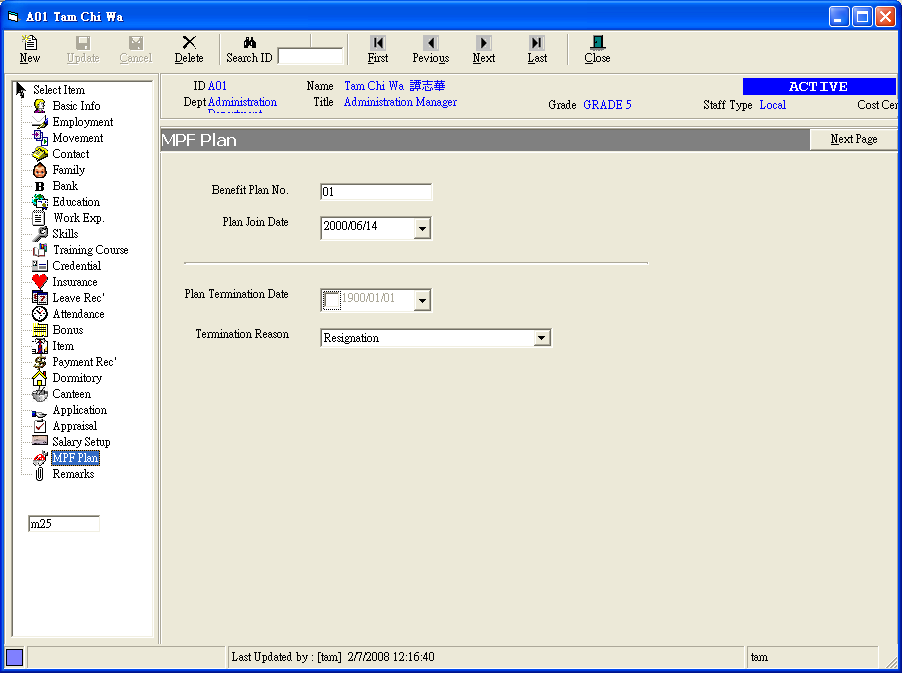 A01 Tam Chi Wa
New Update Cancel Delete Search ID First Pevious Next Last Close
ID A01 Name Tam Chi Wa 譚志華 ACTIVE
Dept Administration Department Title Administration Manager Grade GRADE 5 Staff Type Local Cost Cen
Select Item
Basic Info
Employment
Movement
Contact
Family
Bank
Education
Work Exp.
Skills
Training Course
Credential
Insurance
Leave Rec'
Attendance
Bonus
Item
Payment Rec'
Dormitory
Canteen
Application
Appraisal
Salary Setup
MPF Plan
Remarks
m25
MPF Plan Next Page
Benefit Plan No. 01
Plan Join Date 2000/06/14
Plan Termination Date 1900/01/01
Termination Reason Resignation
Last Updated by : [tam] 2/7/2008 12:16:40 tam